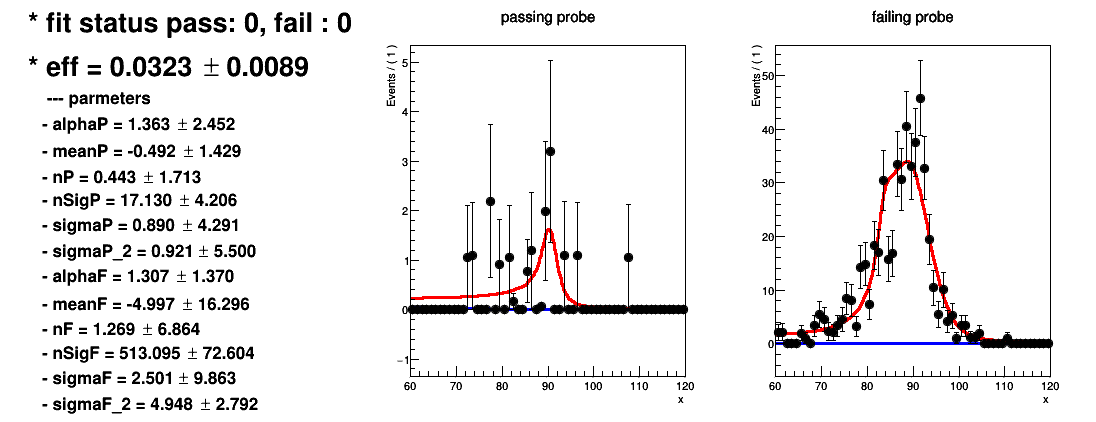 * fit status pass: 0, fail : 0
* eff = 0.0323 ± 0.0089
--- parmeters
- alphaP = 1.363 ± 2.452
- meanP = -0.492 ± 1.429
- nP = 0.443 ± 1.713
- nSigP = 17.130 ± 4.206
- sigmaP = 0.890 ± 4.291
- sigmaP_2 = 0.921 ± 5.500
- alphaF = 1.307 ± 1.370
- meanF = -4.997 ± 16.296
- nF = 1.269 ± 6.864
- nSigF = 513.095 ± 72.604
- sigmaF = 2.501 ± 9.863
- sigmaF_2 = 4.948 ± 2.792
passing probe
Events / ( 1 )
5
4
3
2
1
0
−1
60 70 80 90 100 110 120
x
failing probe
Events / ( 1 )
50
40
30
20
10
0
60 70 80 90 100 110 120
x